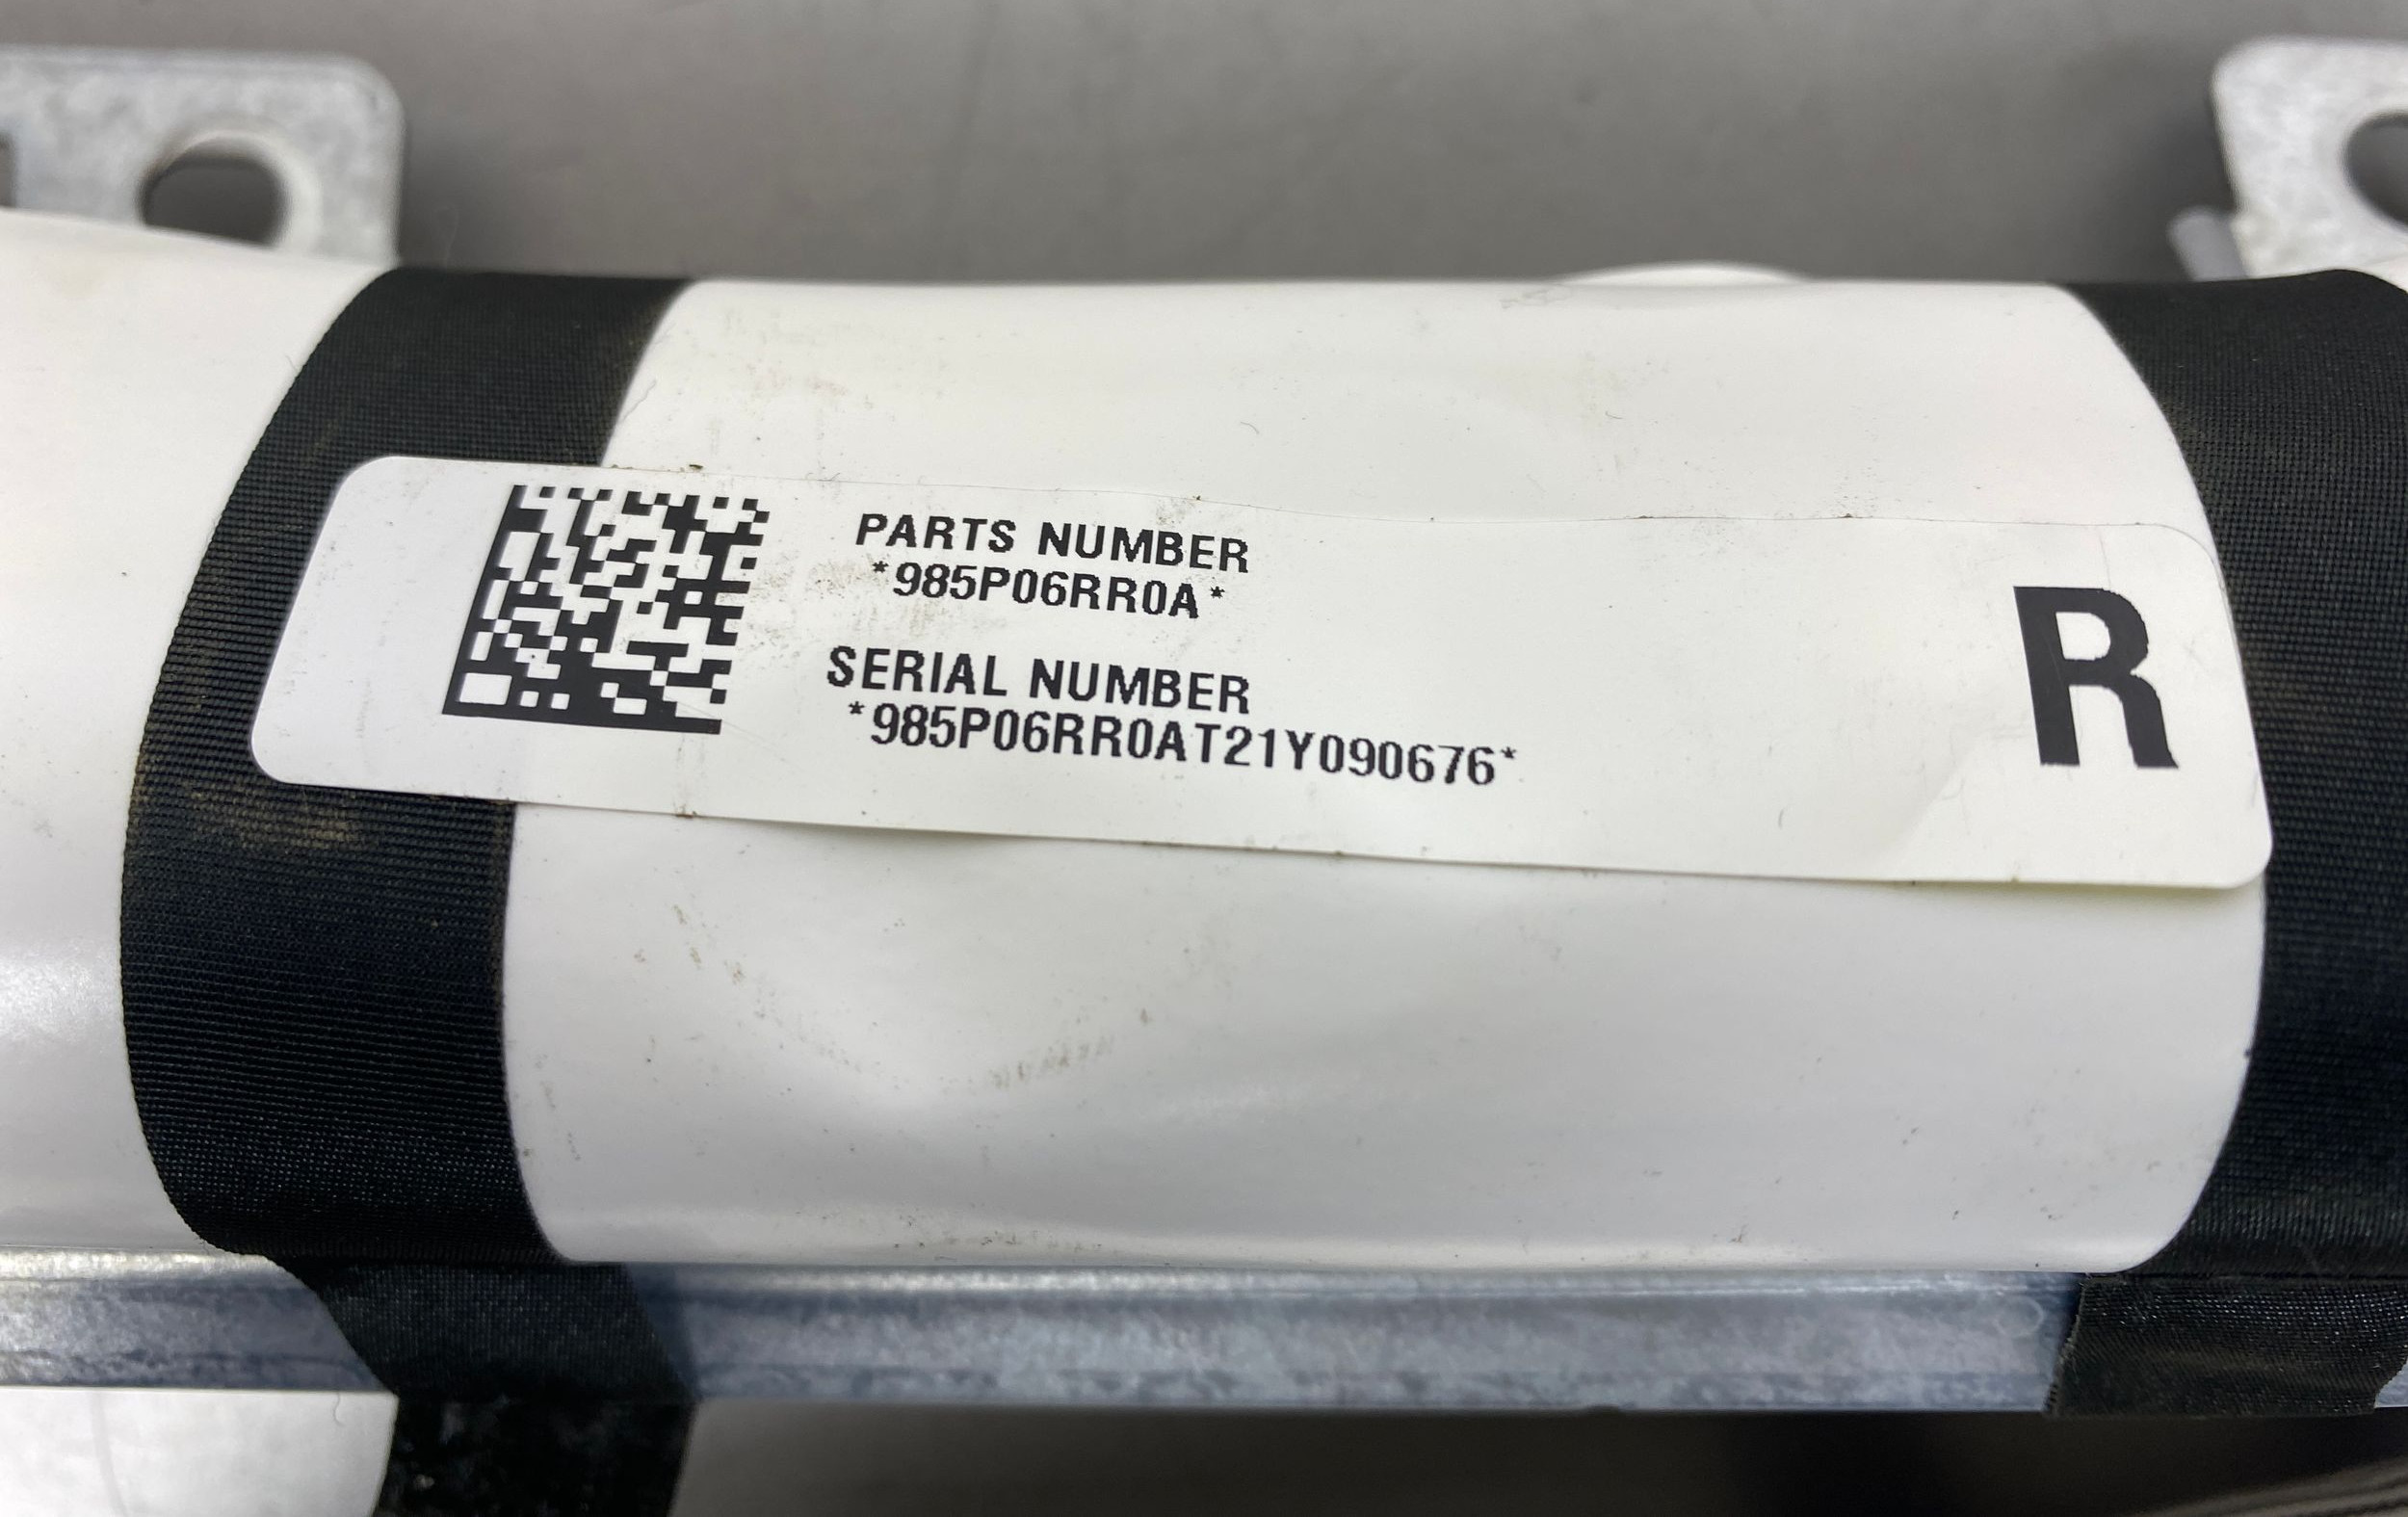 PARTS NUMBER
*985P06RR0A*
SERIAL NUMBER
*985P06RR0AT21Y090676*
R